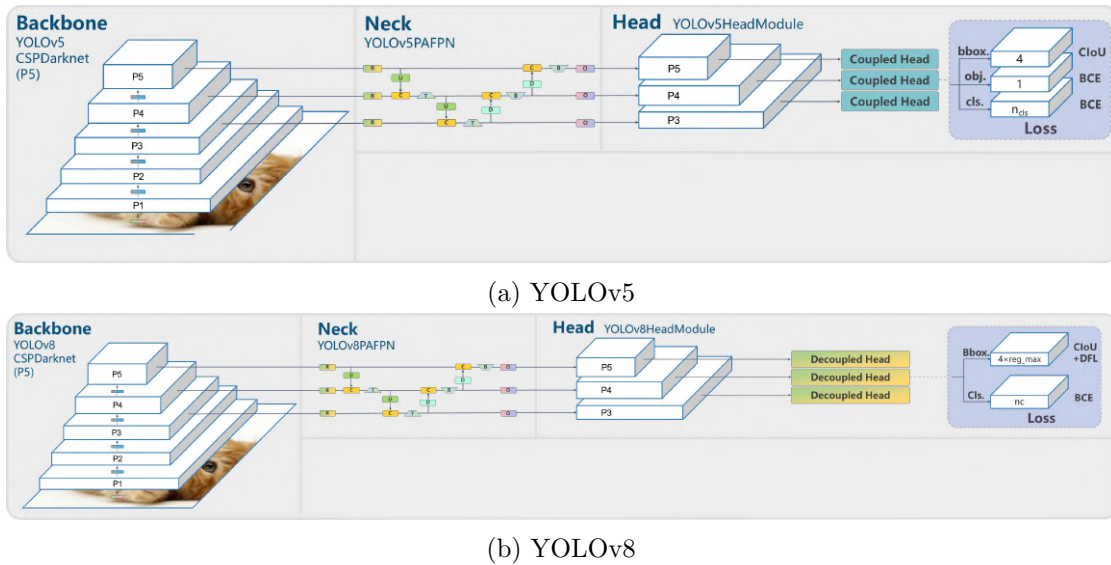 Backbone
YOLOv5
CSPDarknet
(P5)
P5
P4
P3
P2
P1
Neck
YOLOv5PAFPN
R
U
C
B
O
R
C
T
C
D
B
O
U
D
R
C
T
O
Head YOLOv5HeadModule
P5
P4
P3
Coupled Head
Coupled Head
Coupled Head
bbox. 4 CIoU
obj. 1 BCE
cls. ncls BCE
Loss
(a) YOLOv5
Backbone
YOLOv8
CSPDarknet
(P5)
P5
P4
P3
P2
P1
Neck
YOLOv8PAFPN
R
U
C
B
O
R
C
T
C
D
B
O
U
D
R
C
T
O
Head YOLOv8HeadModule
P5
P4
P3
Decoupled Head
Decoupled Head
Decoupled Head
Bbox. 4×reg_max CIoU
+DFL
Cls. nc BCE
Loss
(b) YOLOv8